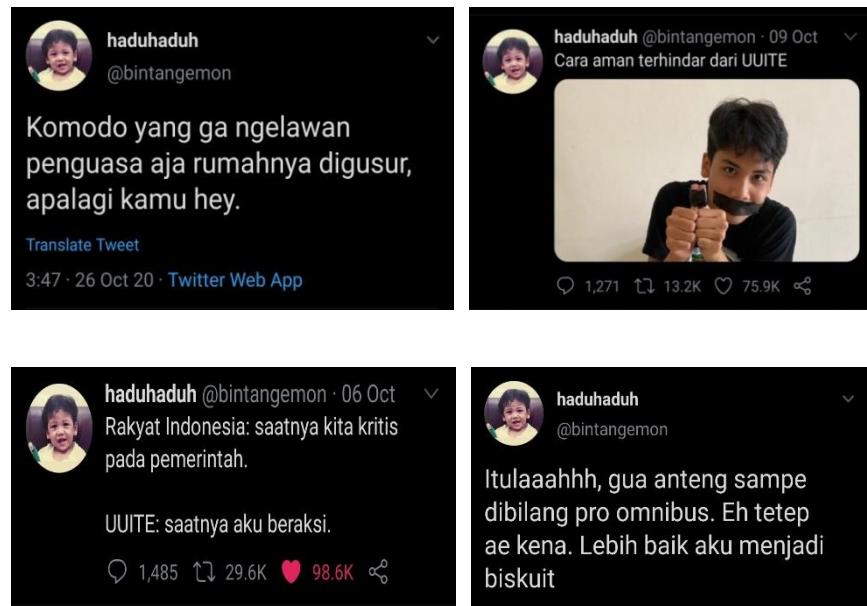 haduhaduh
@bintangemon
Komodo yang ga ngelawan
penguasa aja rumahnya digusur,
apalagi kamu hey.
Translate Tweet
3:47 · 26 Oct 20 · Twitter Web App
haduhaduh @bintangemon · 09 Oct
Cara aman terhindar dari UUITE
1,271 13.2K 75.9K
haduhaduh @bintangemon · 06 Oct
Rakyat Indonesia: saatnya kita kritis
pada pemerintah.
UUITE: saatnya aku beraksi.
1,485 29.6K 98.6K
haduhaduh
@bintangemon
Itulaaahhh, gua anteng sampe
dibilang pro omnibus. Eh tetep
ae kena. Lebih baik aku menjadi
biskuit